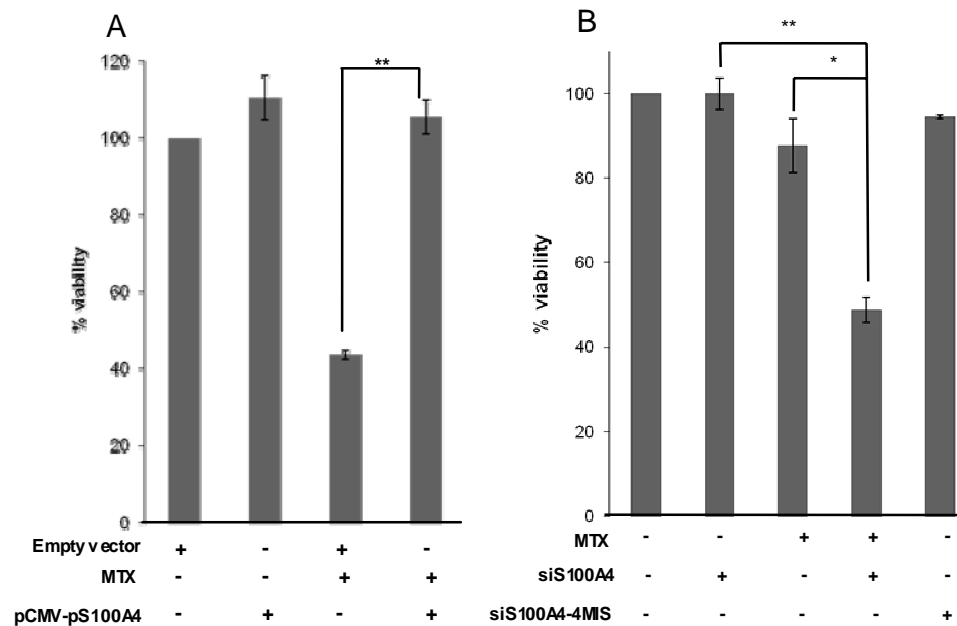 A
% viability
120
100
80
60
40
20
0
**
Empty vector + - + -
MTX - - + +
pCMV-pS100A4 - + - +
B
% viability
100
80
60
40
20
0
**
*
MTX - - + + -
siS100A4 - + - + -
siS100A4-4MIS - - - - +